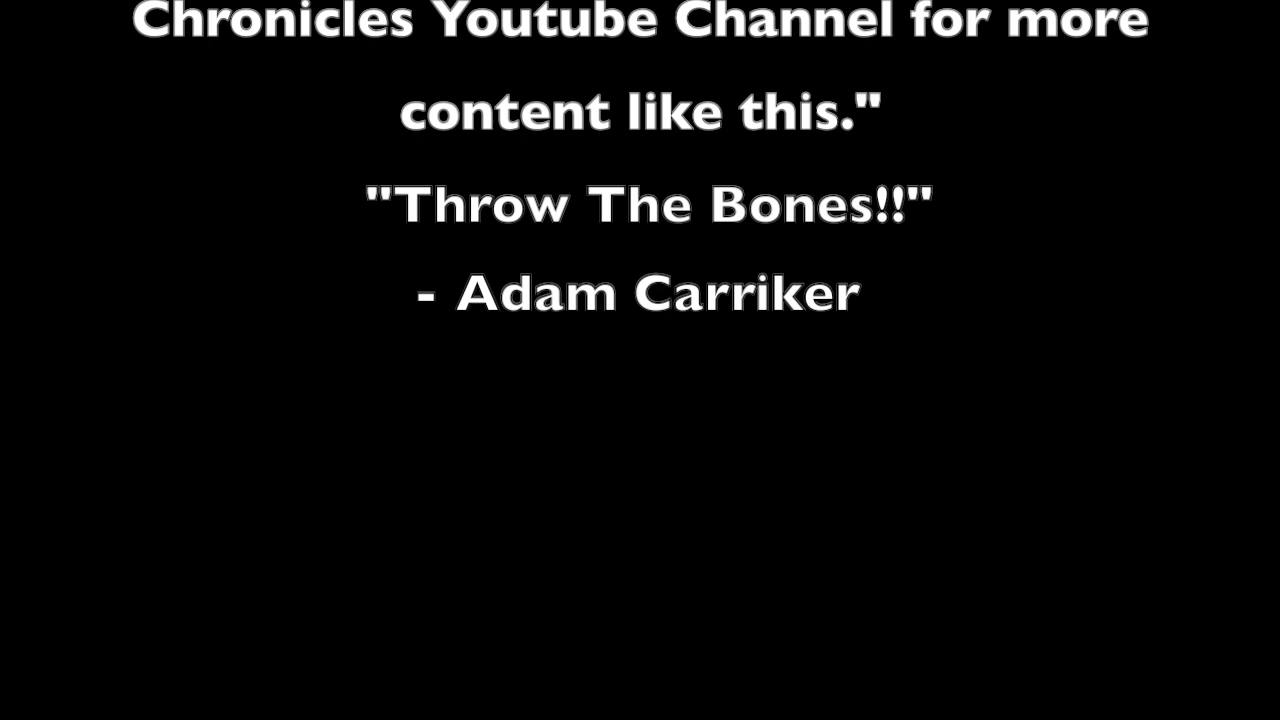 Chronicles Youtube Channel for more
content like this."
"Throw The Bones!!"
- Adam Carriker